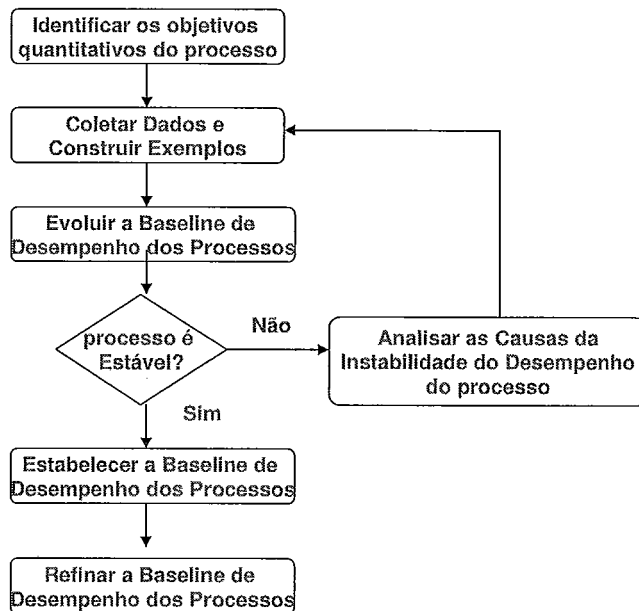 Identificar os objetivos
quantitativos do processo
Coletar Dados e
Construir Exemplos
Evoluir a Baseline de
Desempenho dos Processos
processo é
Estável?
Não
Analisar as Causas da
Instabilidade do Desempenho
do processo
Sim
Estabelecer a Baseline de
Desempenho dos Processos
Refinar a Baseline de
Desempenho dos Processos